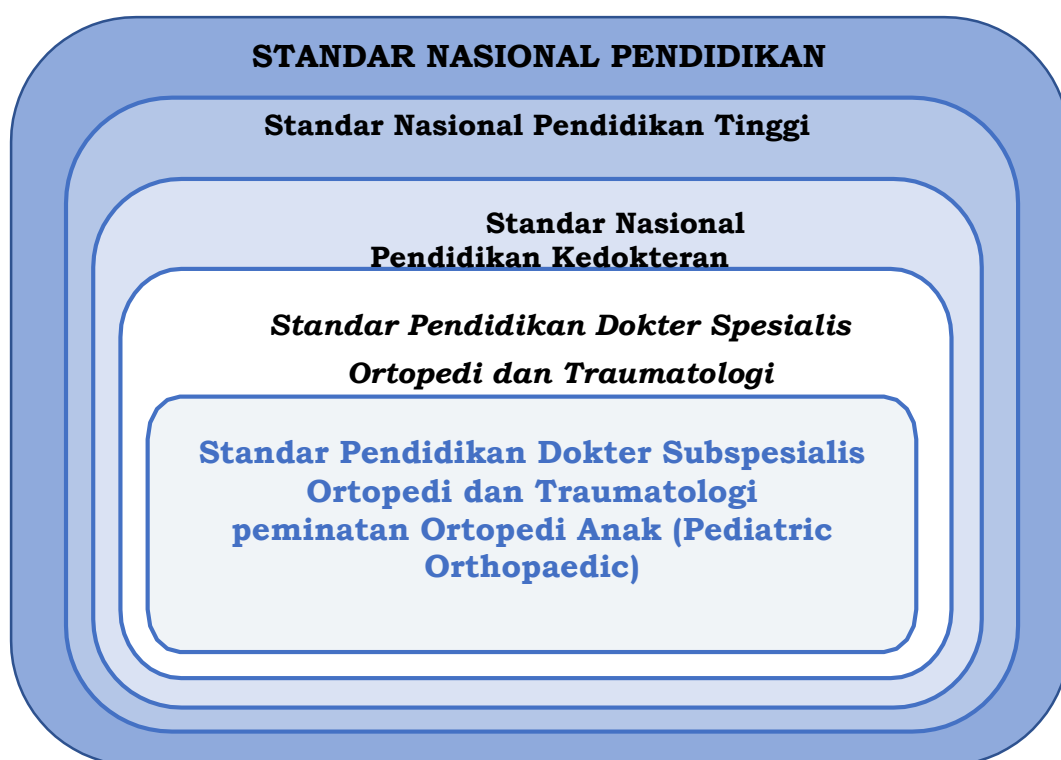 STANDAR NASIONAL PENDIDIKAN
Standar Nasional Pendidikan Tinggi
Standar Nasional
Pendidikan Kedokteran
Standar Pendidikan Dokter Spesialis
Ortopedi dan Traumatologi
Standar Pendidikan Dokter Subspesialis
Ortopedi dan Traumatologi
peminatan Ortopedi Anak (Pediatric
Orthopaedic)